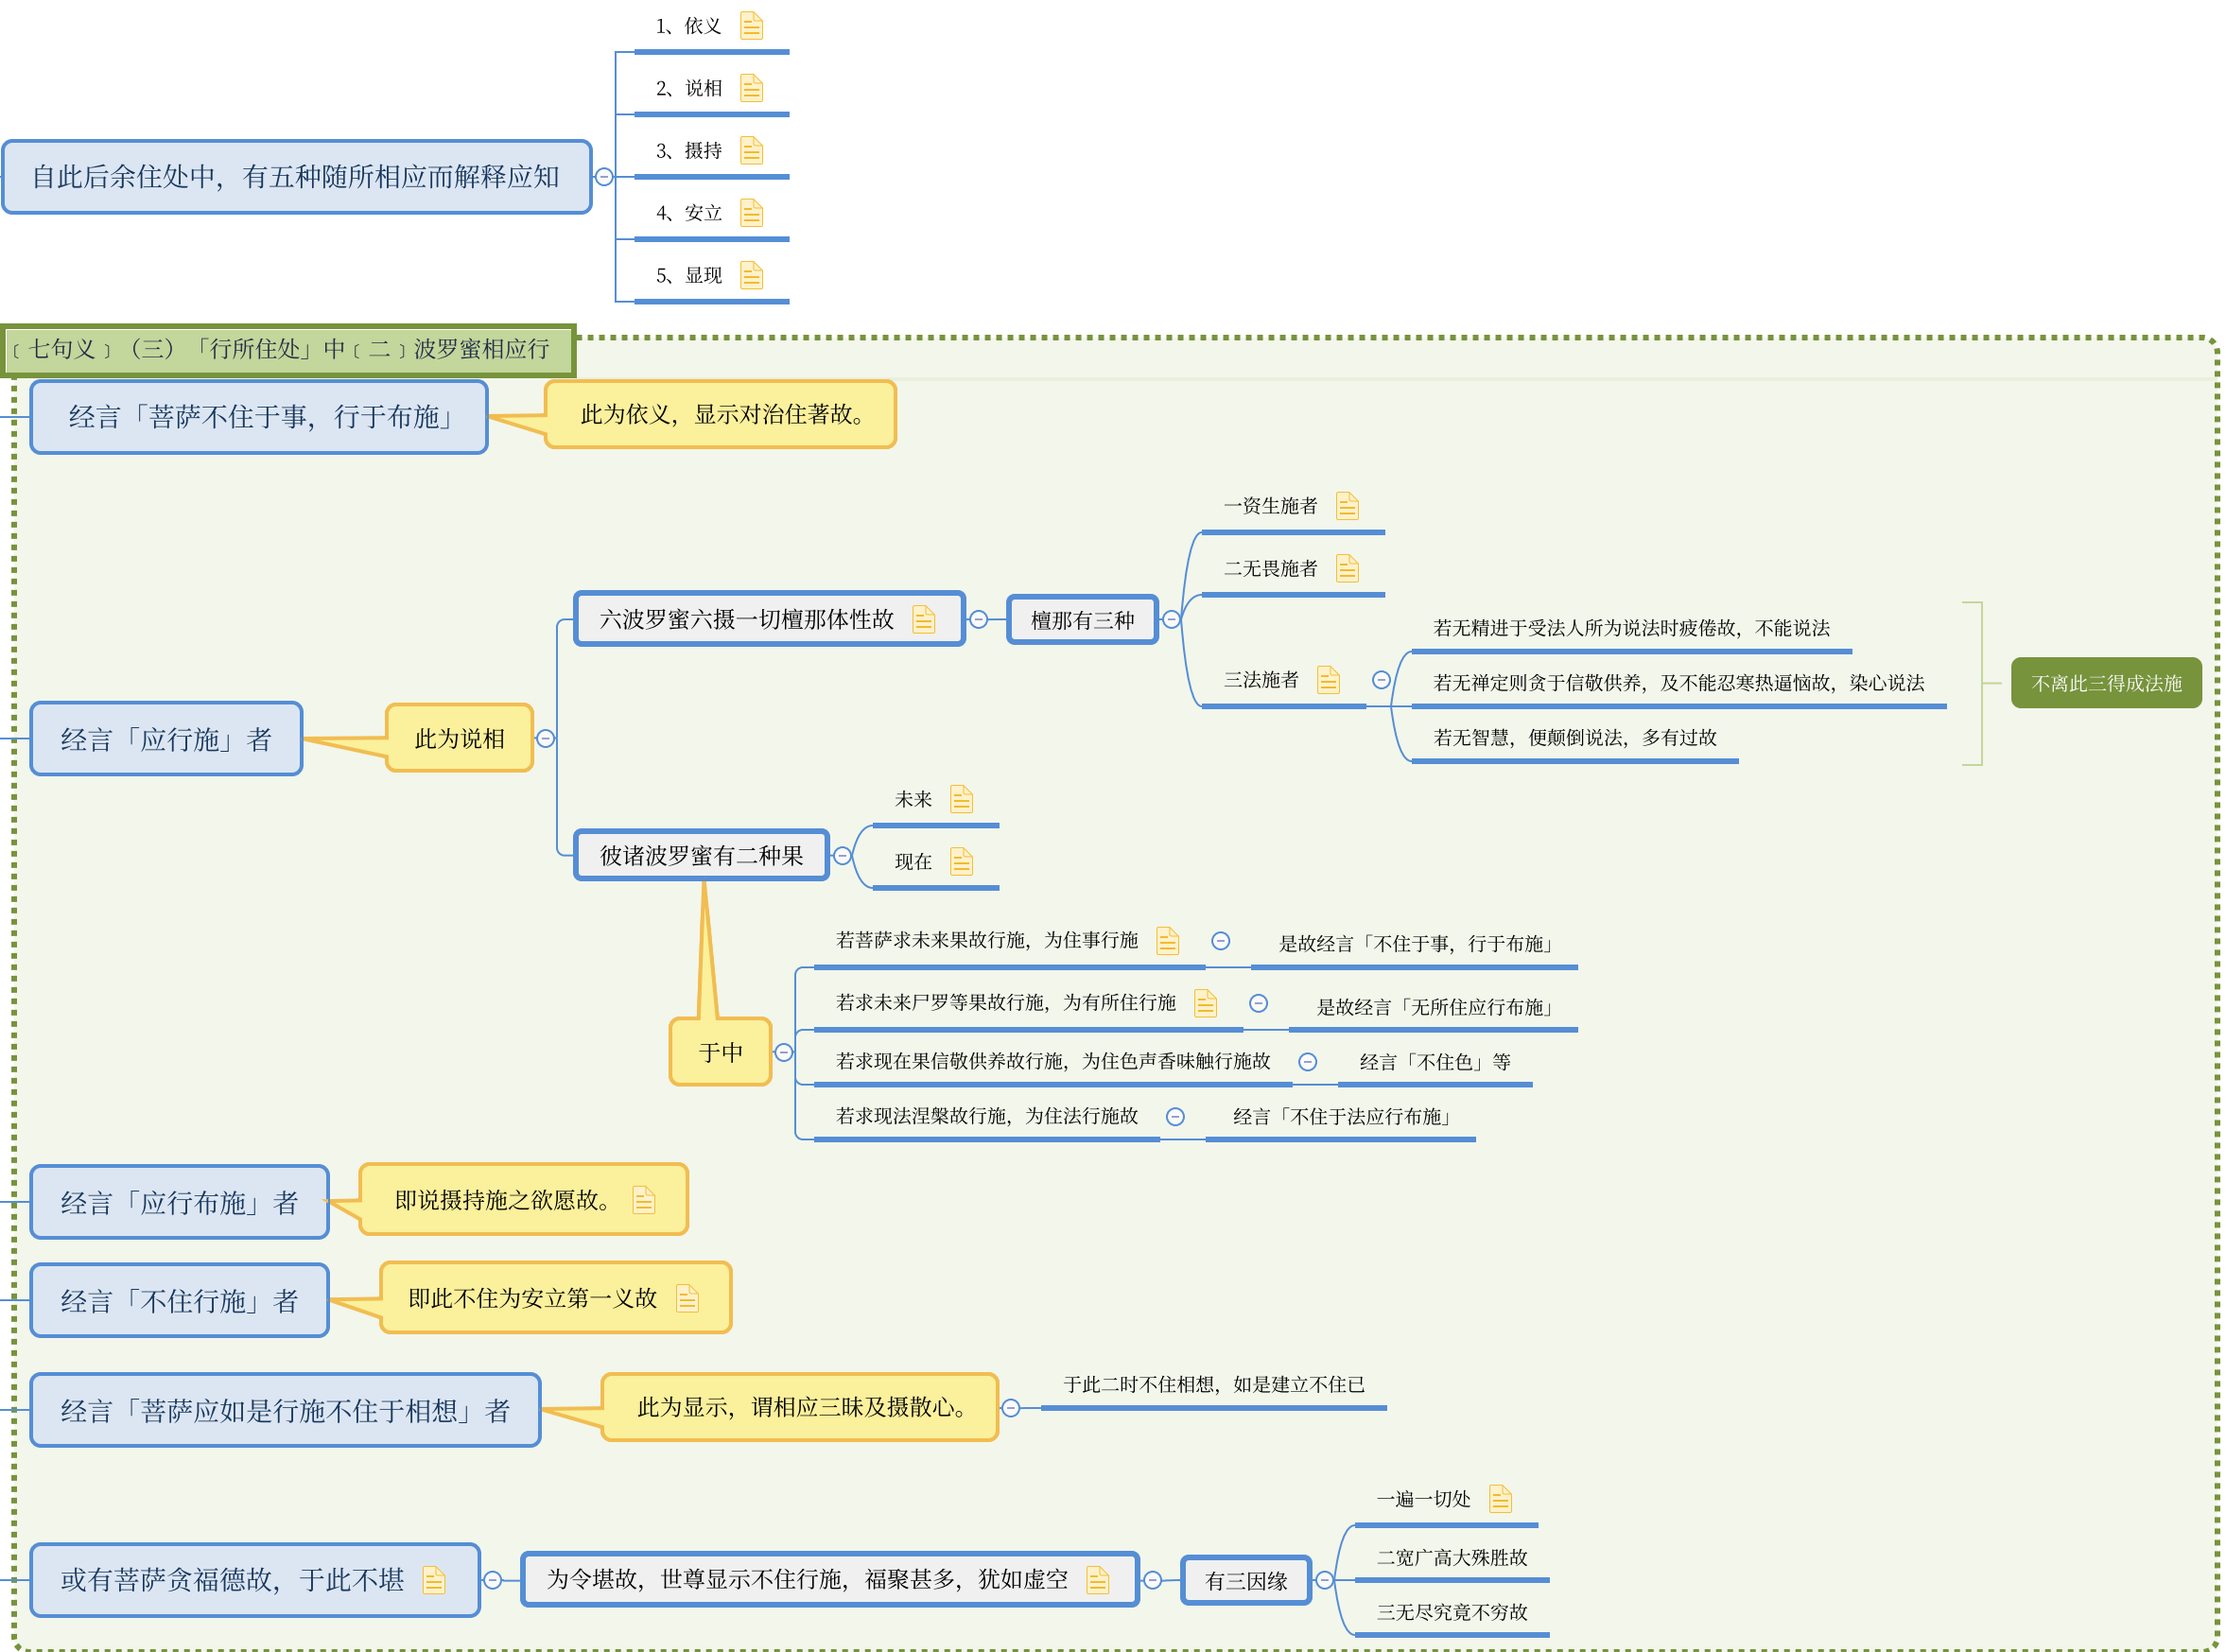 1、依义
2、说相
3、摄持
4、安立
5、显现
自此后余住处中，有五种随所相应而解释应知
﹝七句义﹞（三）「行所住处」中﹝二﹞波罗蜜相应行
经言「菩萨不住于事，行于布施」
此为依义，显示对治住著故。
一资生施者
二无畏施者
六波罗蜜六摄一切檀那体性故
檀那有三种
三法施者
若无精进于受法人所为说法时疲倦故，不能说法
若无禅定则贪于信敬供养，及不能忍寒热逼恼故，染心说法
若无智慧，便颠倒说法，多有过故
不离此三得成法施
经言「应行施」者
此为说相
彼诸波罗蜜有二种果
未来
现在
于中
若菩萨求未来果故行施，为住事行施
是故经言「不住于事，行于布施」
若求未来尸罗等果故行施，为有所住行施
是故经言「无所住应行布施」
若求现在果信敬供养故行施，为住色声香味触行施故
经言「不住色」等
若求现法涅槃故行施，为住法行施故
经言「不住于法应行布施」
经言「应行布施」者
即说摄持施之欲愿故。
经言「不住行施」者
即此不住为安立第一义故
经言「菩萨应如是行施不住于相想」者
此为显示，谓相应三昧及摄散心。
于此二时不住相想，如是建立不住已
或有菩萨贪福德故，于此不堪
为令堪故，世尊显示不住行施，福聚甚多，犹如虚空
有三因缘
一遍一切处
二宽广高大殊胜故
三无尽究竟不穷故